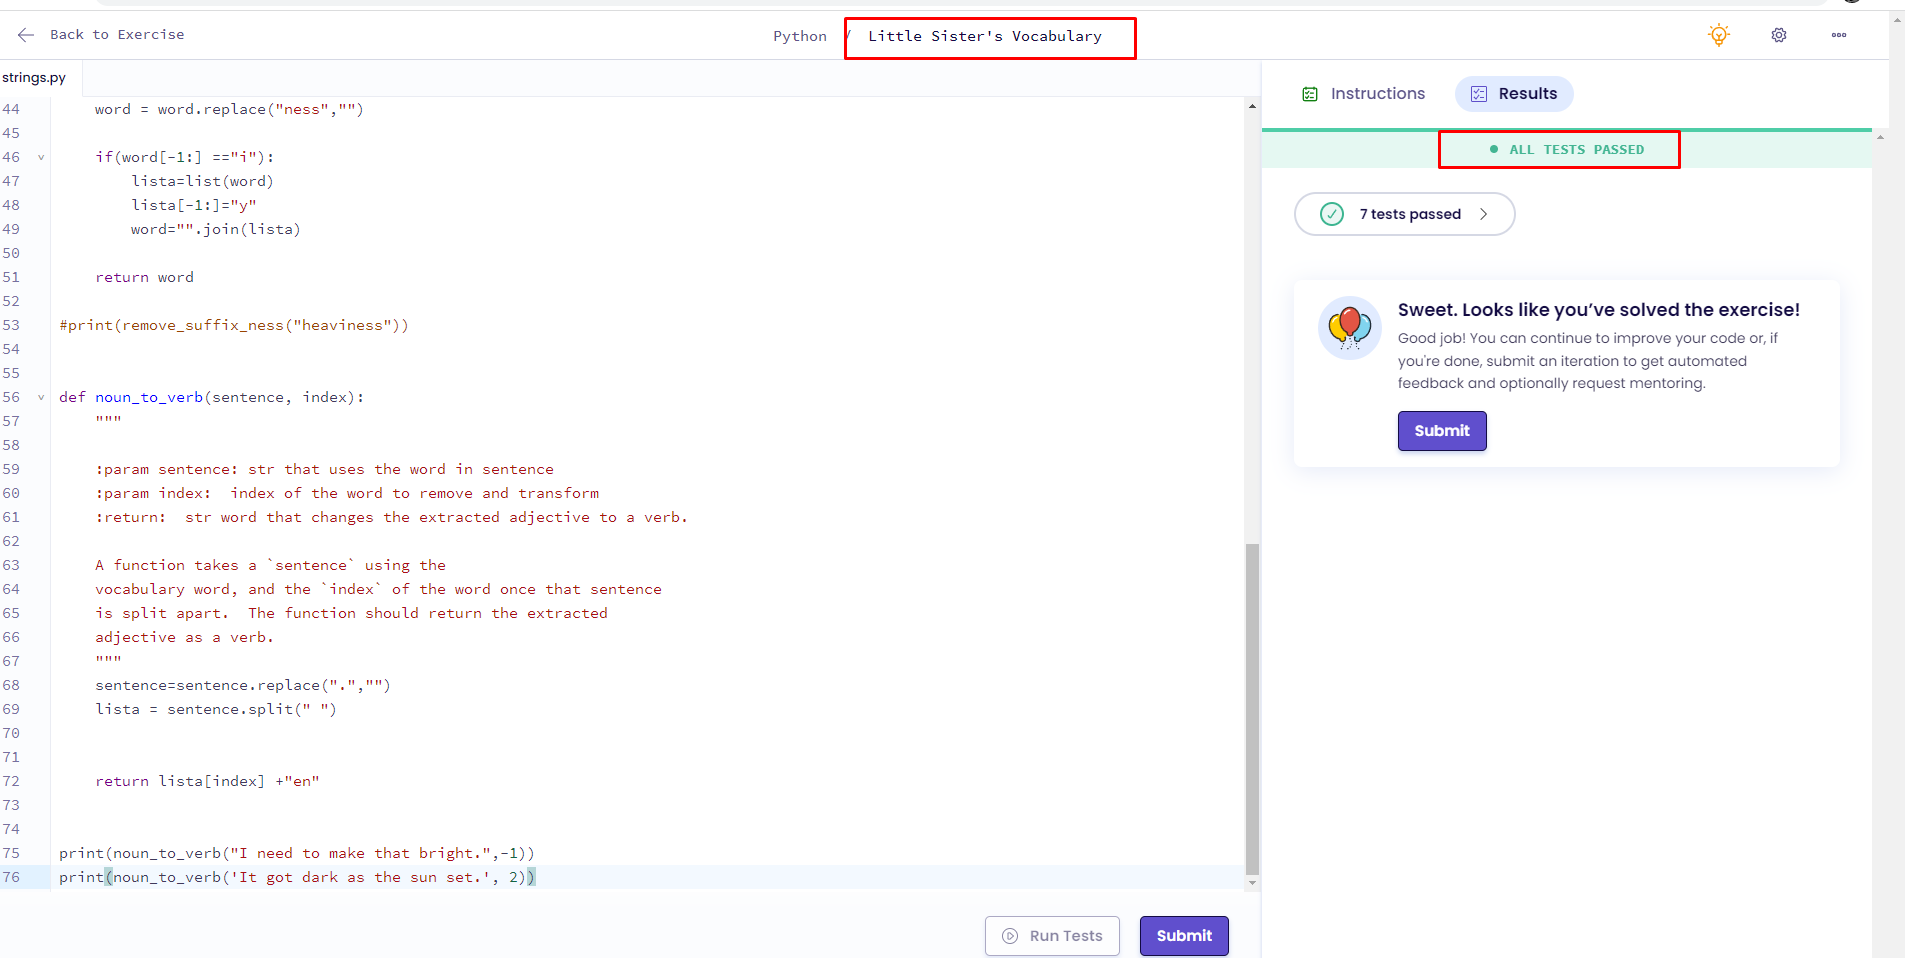 Back to Exercise
Python / Little Sister's Vocabulary
strings.py
44 word = word.replace("ness","")
45
46 if(word[-1:] =="i"):
47 lista=list(word)
48 lista[-1:]="y"
49 word="".join(lista)
50
51 return word
52
53 #print(remove_suffix_ness("heaviness"))
54
55
56 def noun_to_verb(sentence, index):
57 """
58
59 :param sentence: str that uses the word in sentence
60 :param index:  index of the word to remove and transform
61 :return:  str word that changes the extracted adjective to a verb.
62
63 A function takes a `sentence` using the
64 vocabulary word, and the `index` of the word once that sentence
65 is split apart.  The function should return the extracted
66 adjective as a verb.
67 """
68 sentence=sentence.replace(".","")
69 lista = sentence.split(" ")
70
71
72 return lista[index] +"en"
73
74
75 print(noun_to_verb("I need to make that bright.",-1))
76 print(noun_to_verb('It got dark as the sun set.', 2))
Run Tests
Submit
Instructions
Results
ALL TESTS PASSED
7 tests passed
Sweet. Looks like you’ve solved the exercise!
Good job! You can continue to improve your code or, if
you're done, submit an iteration to get automated
feedback and optionally request mentoring.
Submit